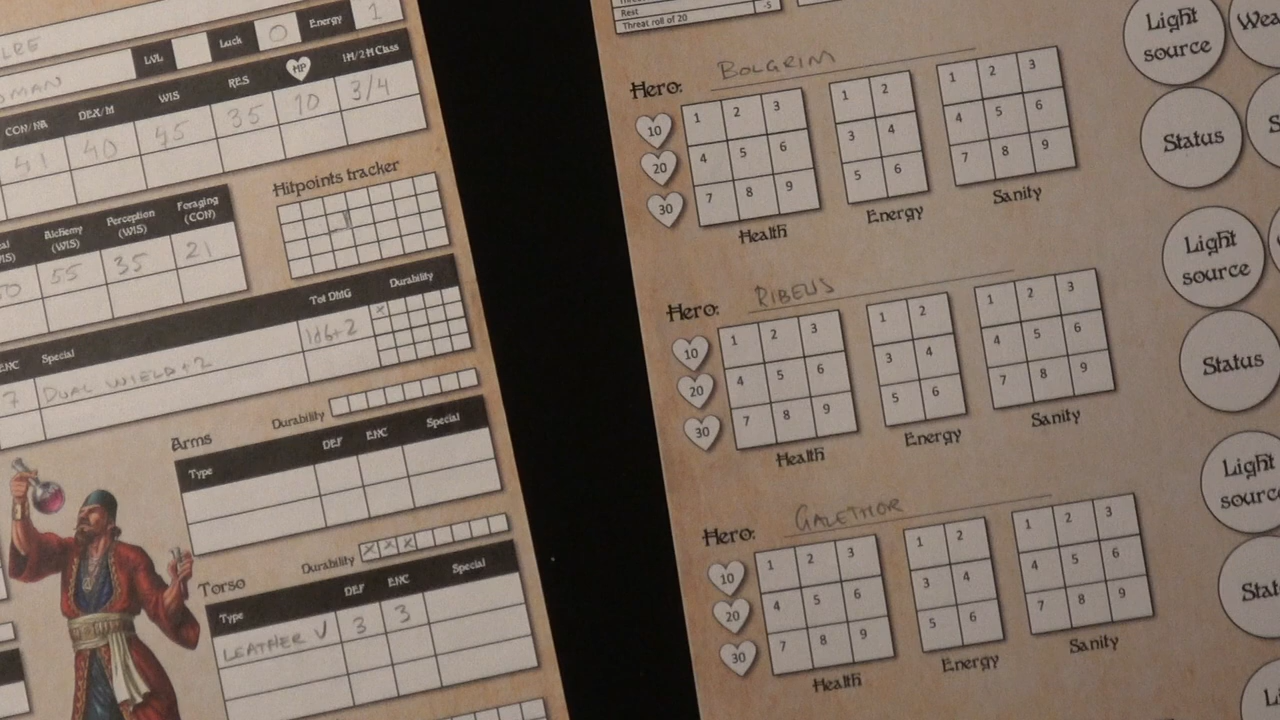 LVL Luck 0 Energy 1
CON/NA DEX/M WIS RES HP 1H/2H Class
41 40 45 35 10 3/4
Hitpoints tracker
Alchemy (WIS) Perception (WIS) Foraging (CON)
55 35 21
ENC Special Tot DMG Durability
7 DUAL WIELD +2 1d6+2 X
Durability
Arms
Type DEF ENC Special
Durability X X X
Torso
Type DEF ENC Special
LEATHER V 3 3
Rest -5
Threat roll of 20
Hero: BOLGRIM
10 20 30
1 2 3
4 5 6
7 8 9
Health
1 2
3 4
5 6
Energy
1 2 3
4 5 6
7 8 9
Sanity
Light source
Status
Hero: RIBEUS
10 20 30
1 2 3
4 5 6
7 8 9
Health
1 2
3 4
5 6
Energy
1 2 3
4 5 6
7 8 9
Sanity
Light source
Status
Hero: GALETHOR
10 20 30
1 2 3
4 5 6
7 8 9
Health
1 2
3 4
5 6
Energy
1 2 3
4 5 6
7 8 9
Sanity
Light source